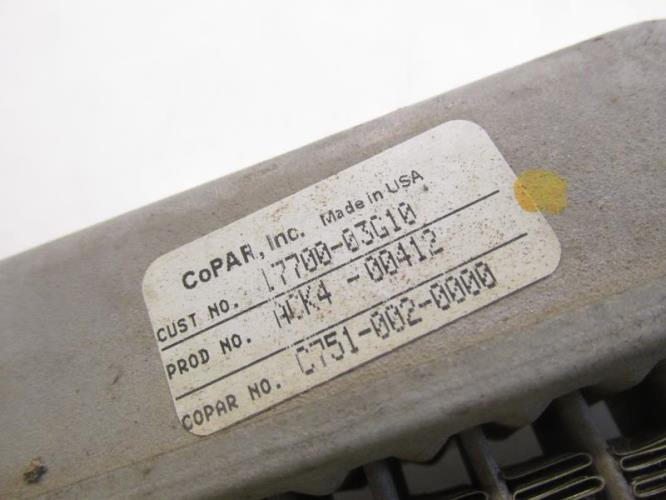 CoPAR, Inc. Made in USA
CUST NO. 17700-03G10
PROD NO. HCK4 -00412
COPAR NO. C751-002-0000